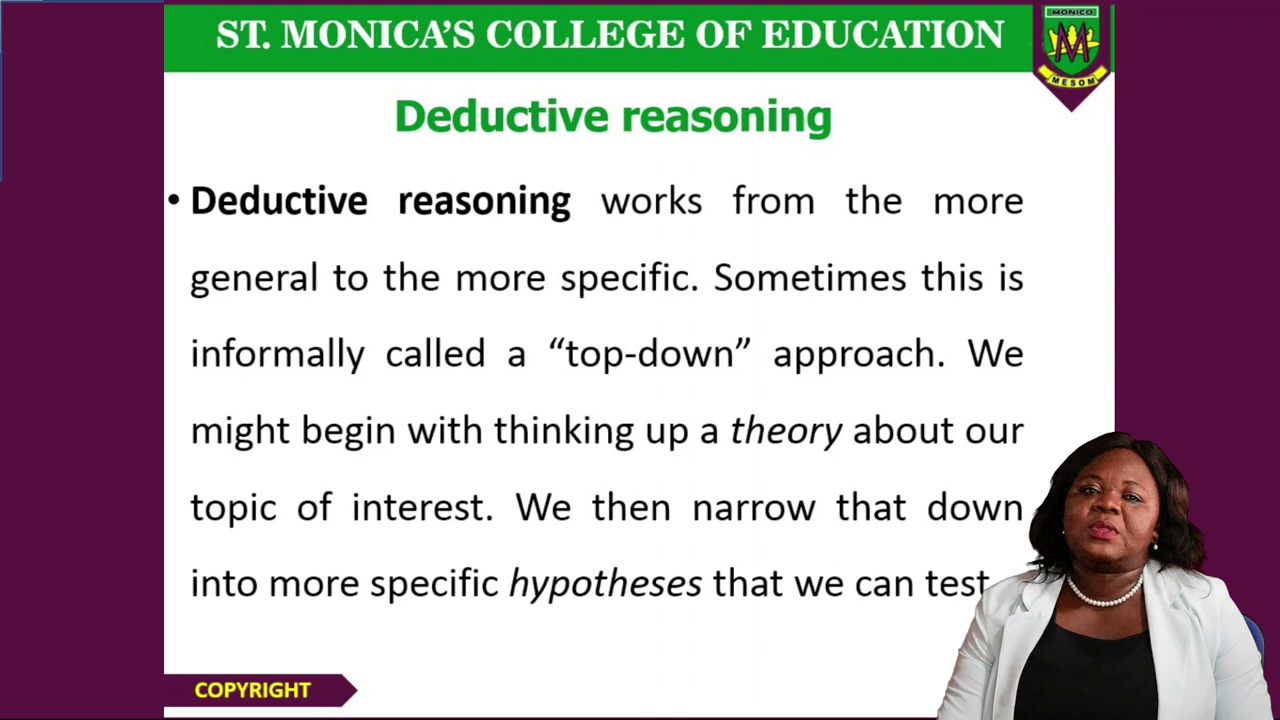 ST. MONICA'S COLLEGE OF EDUCATION
MONICO
M
MESOM
Deductive reasoning
• Deductive reasoning works from the more
general to the more specific. Sometimes this is
informally called a “top-down” approach. We
might begin with thinking up a theory about our
topic of interest. We then narrow that down
into more specific hypotheses that we can test
COPYRIGHT